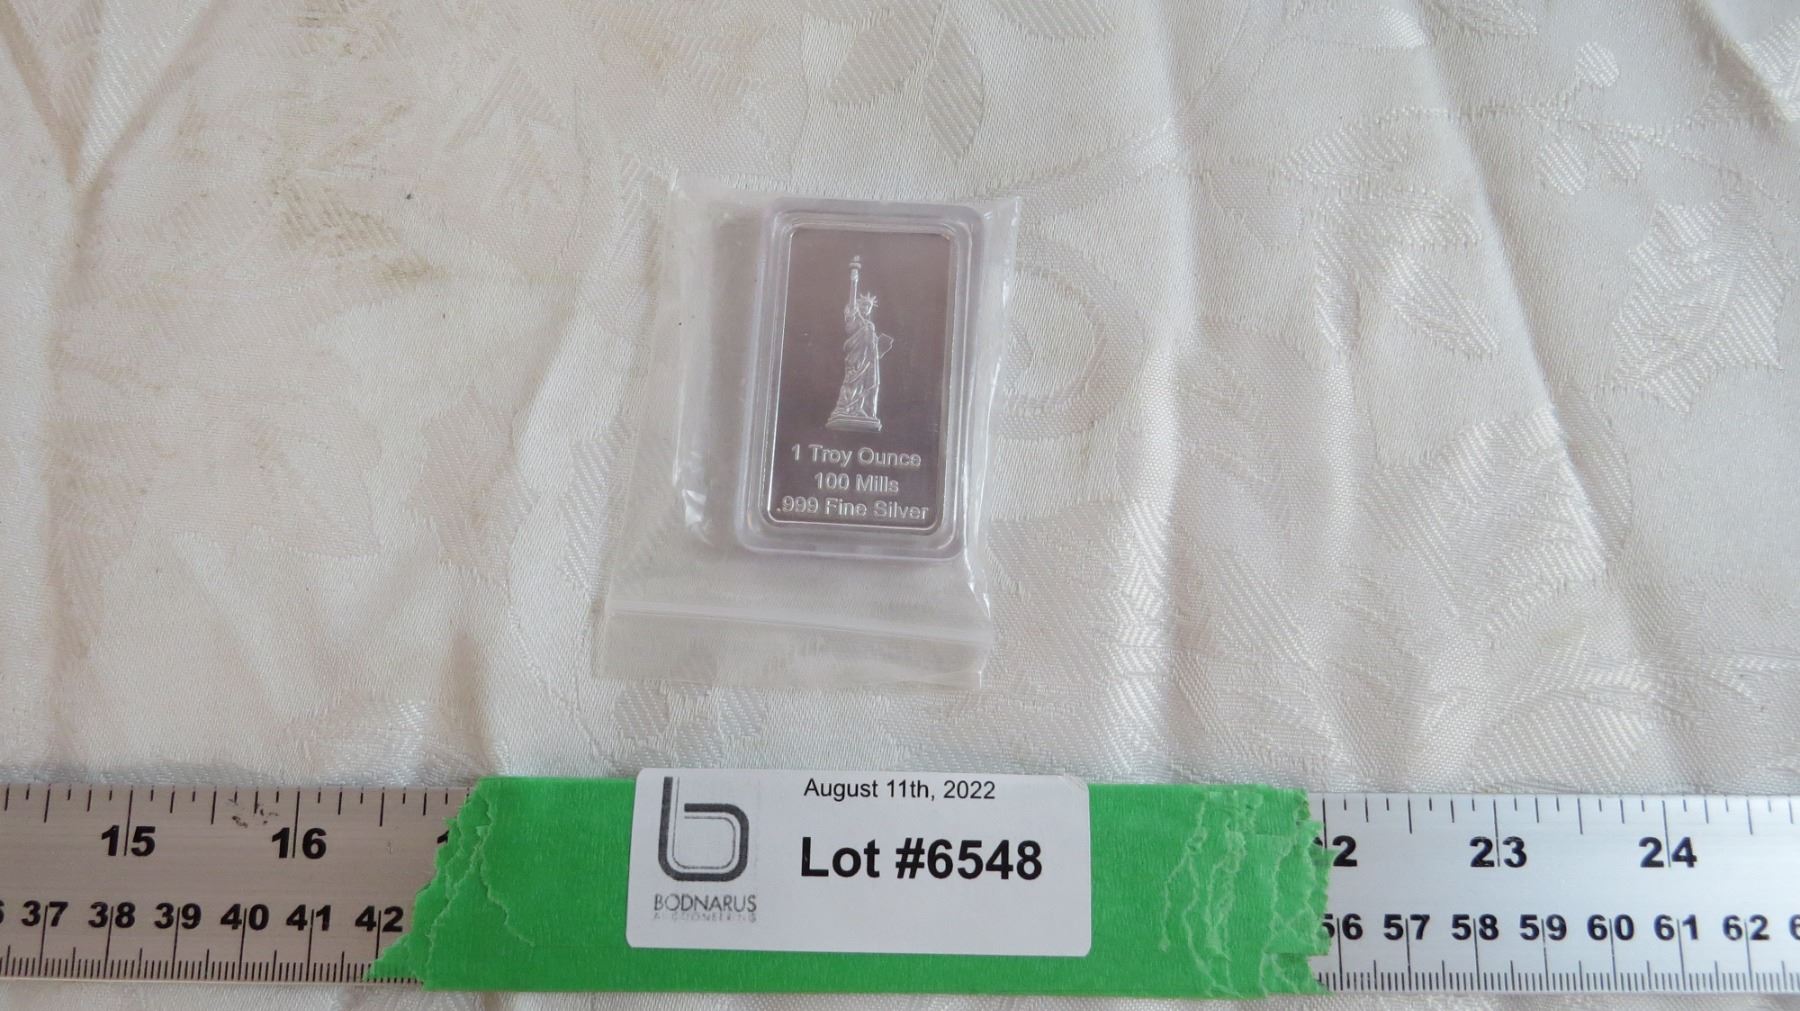 1 Troy Ounce
100 Mills
.999 Fine Silver
August 11th, 2022
Lot #6548
BODNARUS
AUCTIONEERING
15 16 23 24
37 38 39 40 41 42 56 57 58 59 60 61 62